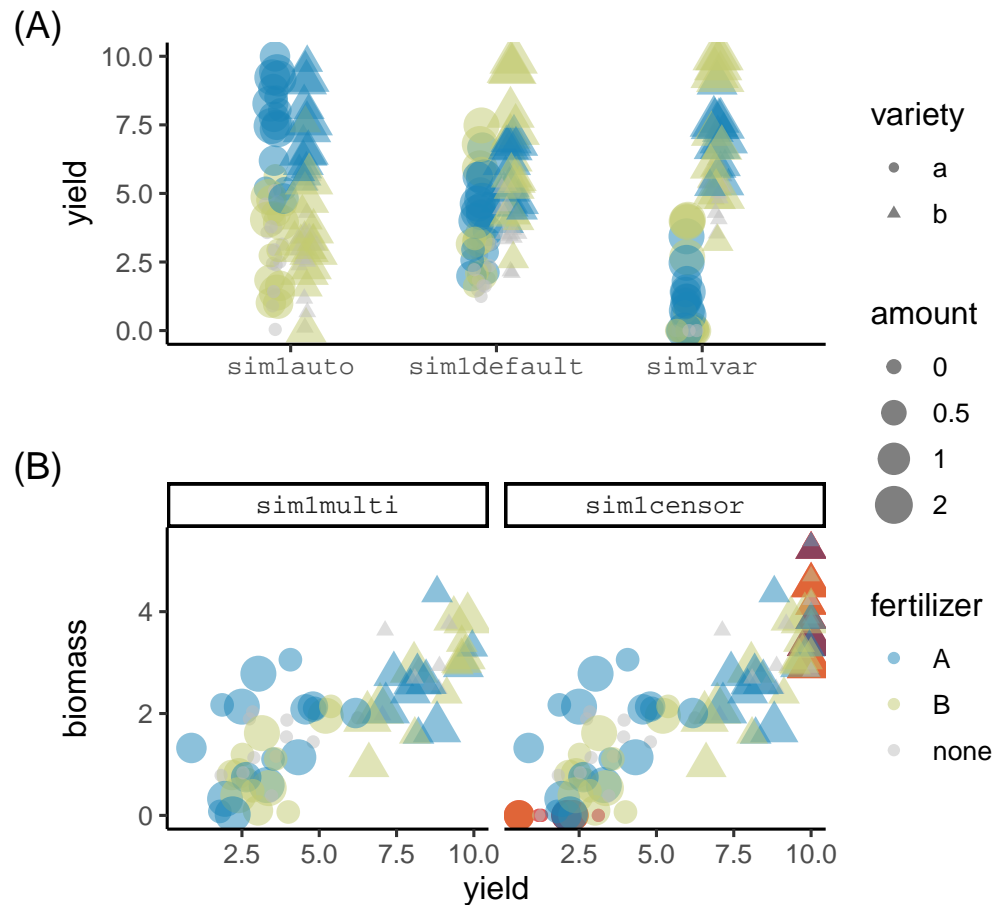 (A)
yield
10.0
7.5
5.0
2.5
0.0
sim1auto sim1default sim1var
variety
a
b
amount
0
0.5
1
2
fertilizer
A
B
none
(B)
sim1multi sim1censor
biomass
4
2
0
2.5 5.0 7.5 10.0 2.5 5.0 7.5 10.0
yield